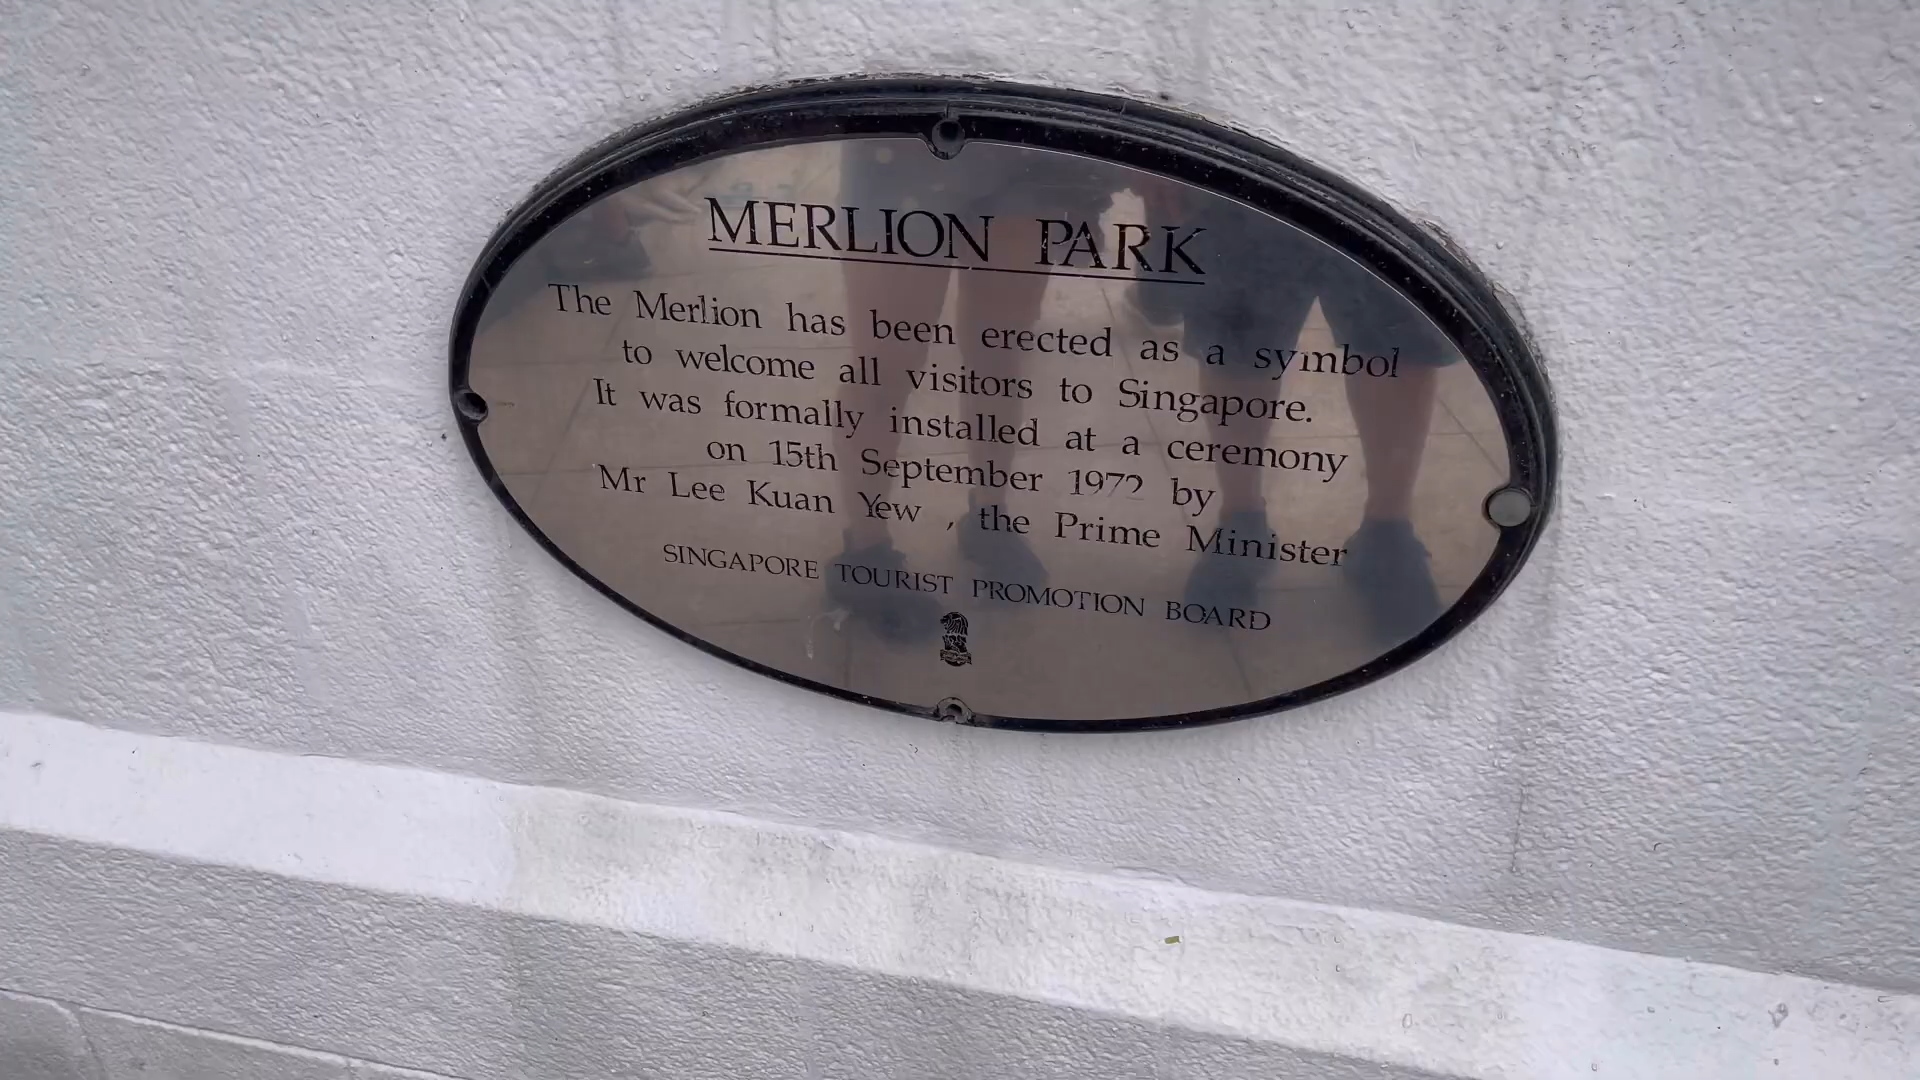 MERLION PARK
The Merlion has been erected as a symbol
to welcome all visitors to Singapore.
It was formally installed at a ceremony
on 15th September 1972 by
Mr Lee Kuan Yew , the Prime Minister
SINGAPORE TOURIST PROMOTION BOARD